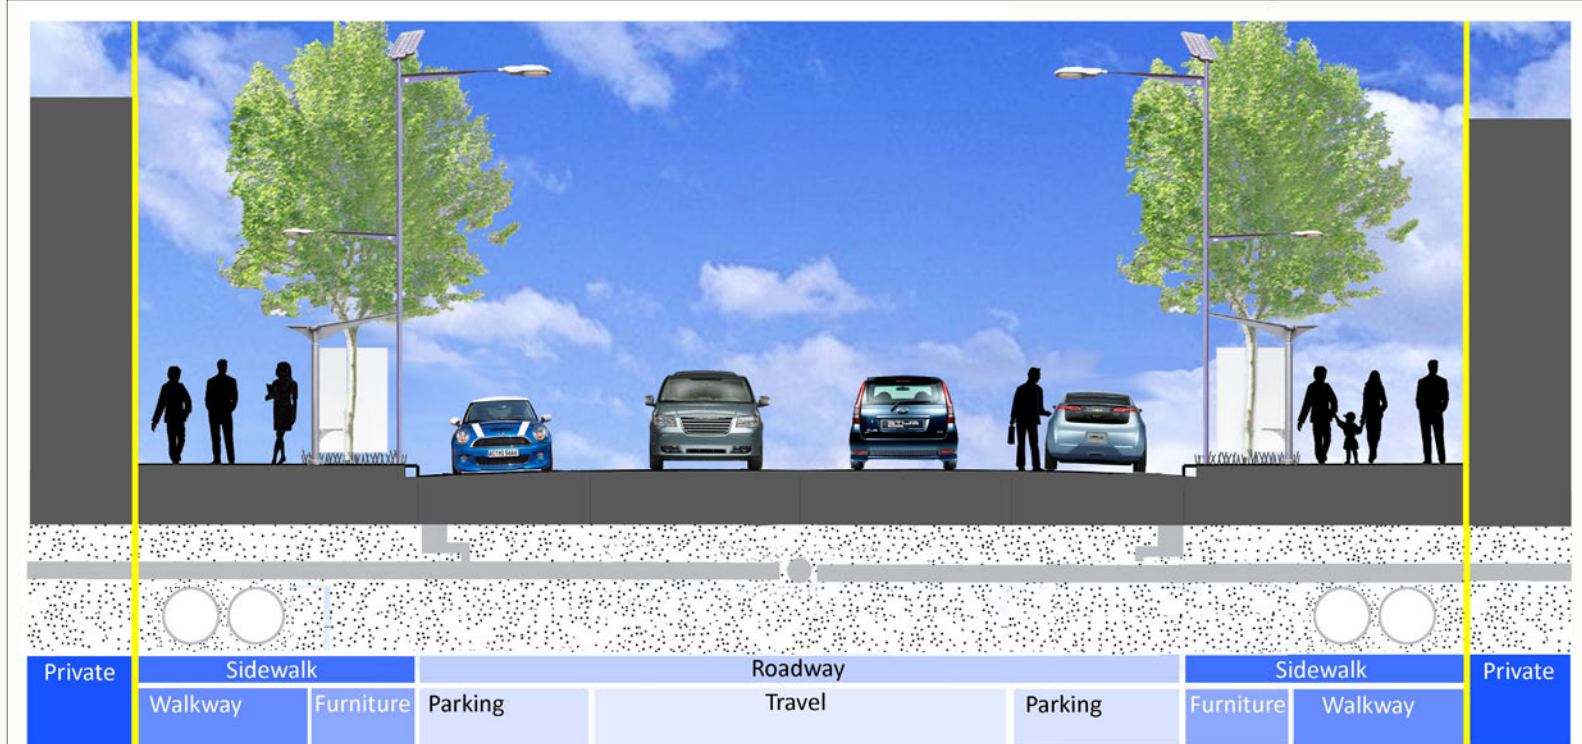 Private
Sidewalk
Roadway
Sidewalk
Private
Walkway
Furniture
Parking
Travel
Parking
Furniture
Walkway